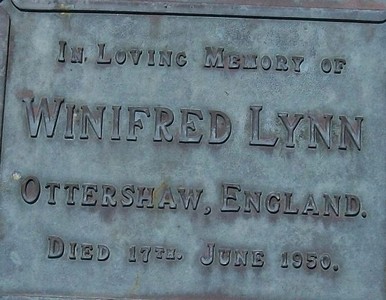 In Loving Memory of
Winifred Lynn
Ottershaw, England.
Died 17th. June 1950.